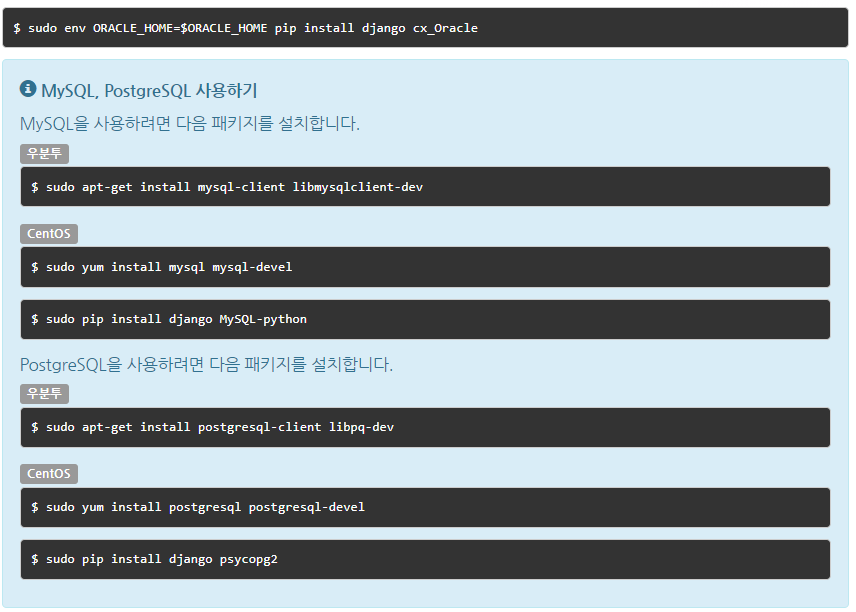 $ sudo env ORACLE_HOME=$ORACLE_HOME pip install django cx_Oracle
MySQL, PostgreSQL 사용하기
MySQL을 사용하려면 다음 패키지를 설치합니다.
우분투
$ sudo apt-get install mysql-client libmysqlclient-dev
CentOS
$ sudo yum install mysql mysql-devel
$ sudo pip install django MySQL-python
PostgreSQL을 사용하려면 다음 패키지를 설치합니다.
우분투
$ sudo apt-get install postgresql-client libpq-dev
CentOS
$ sudo yum install postgresql postgresql-devel
$ sudo pip install django psycopg2